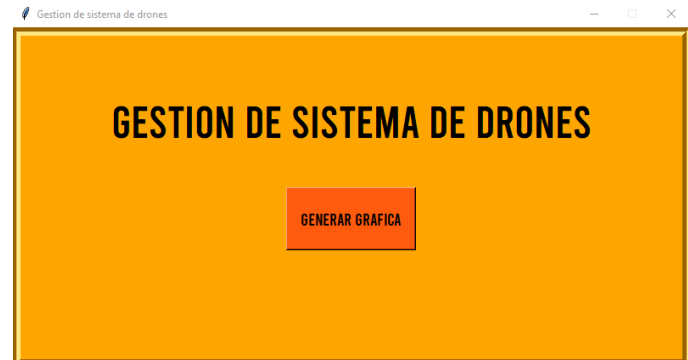 Gestion de sistema de drones
GESTION DE SISTEMA DE DRONES
GENERAR GRAFICA